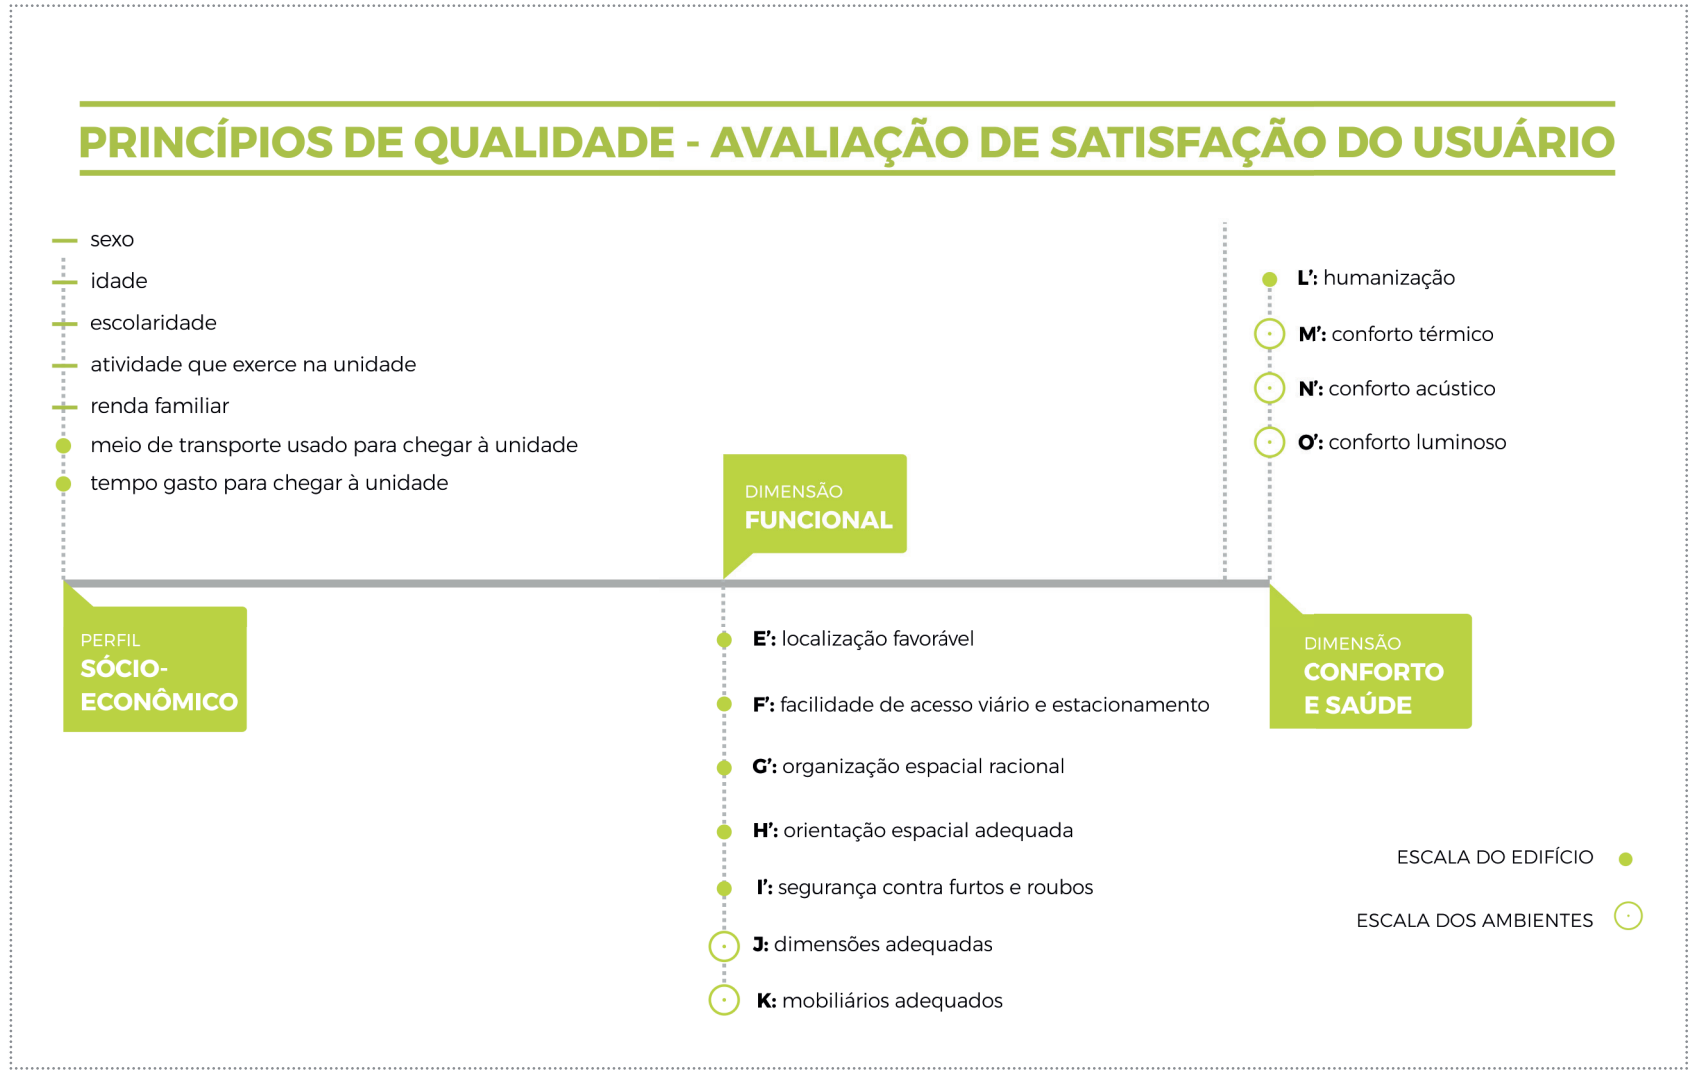 PRINCÍPIOS DE QUALIDADE - AVALIAÇÃO DE SATISFAÇÃO DO USUÁRIO
sexo
idade
escolaridade
atividade que exerce na unidade
renda familiar
meio de transporte usado para chegar à unidade
tempo gasto para chegar à unidade
PERFIL
SÓCIO-
ECONÔMICO
DIMENSÃO
FUNCIONAL
E’: localização favorável
F’: facilidade de acesso viário e estacionamento
G’: organização espacial racional
H’: orientação espacial adequada
I’: segurança contra furtos e roubos
J: dimensões adequadas
K: mobiliários adequados
L’: humanização
M’: conforto térmico
N’: conforto acústico
O’: conforto luminoso
DIMENSÃO
CONFORTO
E SAÚDE
ESCALA DO EDIFÍCIO
ESCALA DOS AMBIENTES